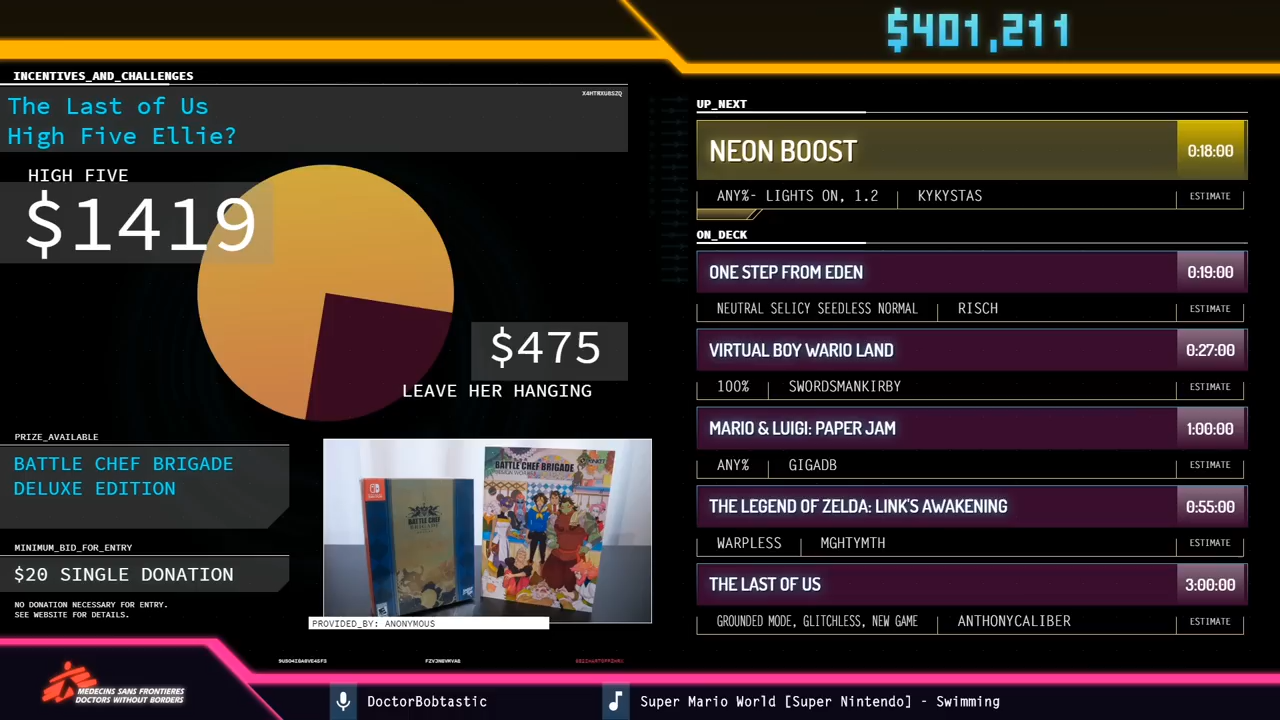 $401,211
INCENTIVES_AND_CHALLENGES
The Last of Us
High Five Ellie?
HIGH FIVE
$1419
$475
LEAVE HER HANGING
PRIZE_AVAILABLE
BATTLE CHEF BRIGADE
DELUXE EDITION
MINIMUM_BID_FOR_ENTRY
$20 SINGLE DONATION
NO DONATION NECESSARY FOR ENTRY.
SEE WEBSITE FOR DETAILS.
BATTLE CHEF BRIGADE
BATTLE CHEF
PROVIDED_BY: ANONYMOUS
UP_NEXT
NEON BOOST
0:18:00
ANY%- LIGHTS ON, 1.2
KYKYSTAS
ESTIMATE
ON_DECK
ONE STEP FROM EDEN
0:19:00
NEUTRAL SELICY SEEDLESS NORMAL
RISCH
ESTIMATE
VIRTUAL BOY WARIO LAND
0:27:00
100%
SWORDSMANKIRBY
ESTIMATE
MARIO & LUIGI: PAPER JAM
1:00:00
ANY%
GIGADB
ESTIMATE
THE LEGEND OF ZELDA: LINK'S AWAKENING
0:55:00
WARPLESS
MGHTYMTH
ESTIMATE
THE LAST OF US
3:00:00
GROUNDED MODE, GLITCHLESS, NEW GAME
ANTHONYCALIBER
ESTIMATE
MEDECINS SANS FRONTIERES
DOCTORS WITHOUT BORDERS
DoctorBobtastic
Super Mario World [Super Nintendo] - Swimming